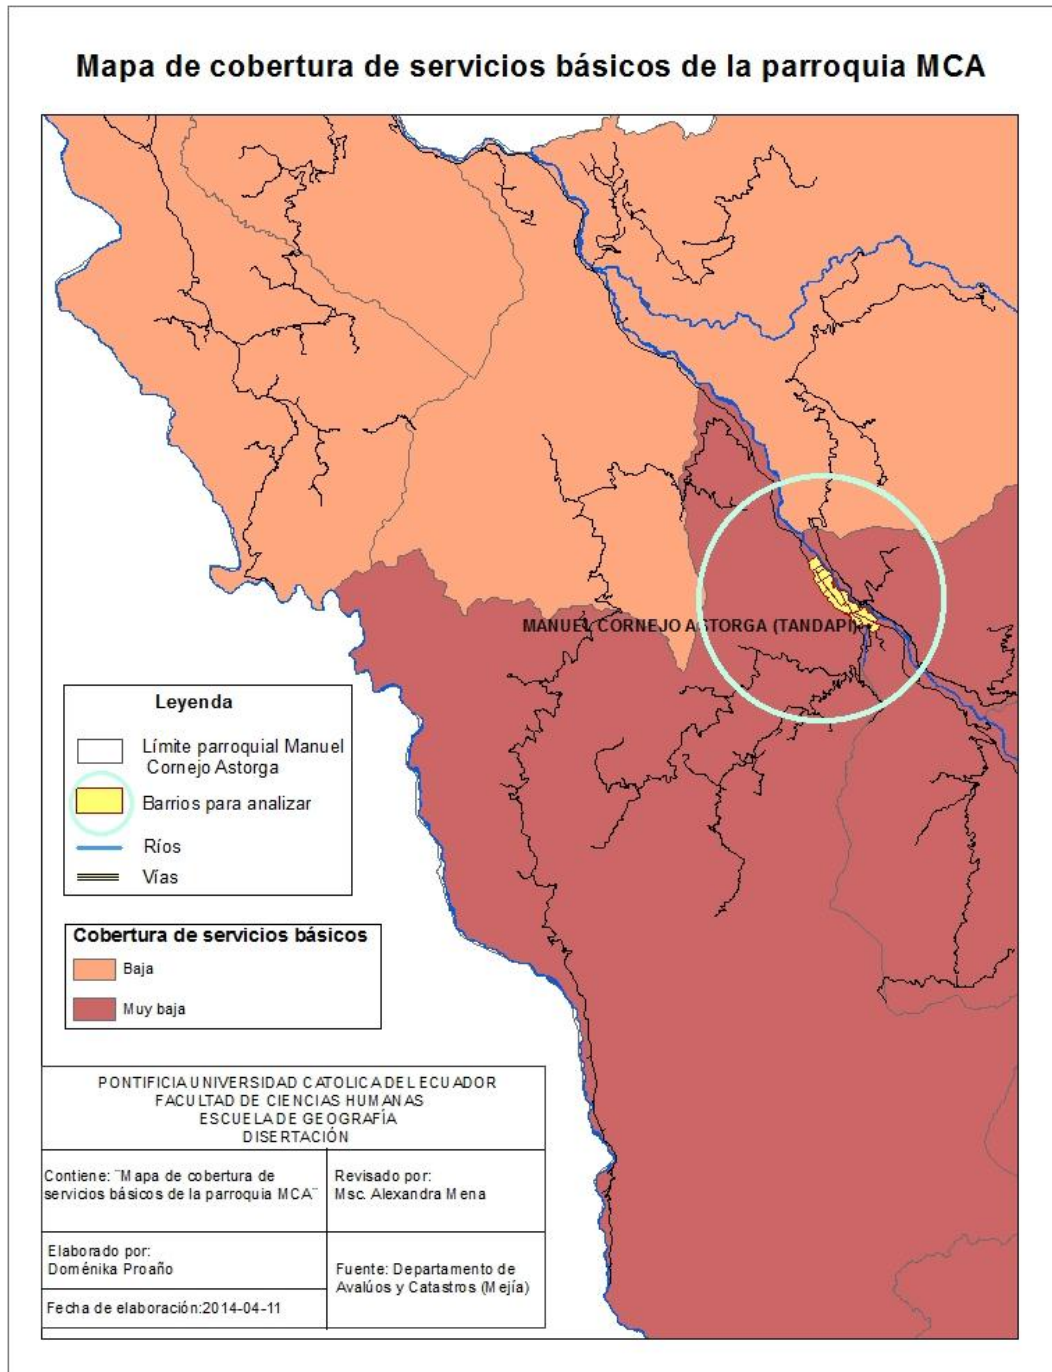 Mapa de cobertura de servicios básicos de la parroquia MCA
MANUEL CORNEJO ASTORGA (TANDAPI)
Leyenda
Límite parroquial Manuel
Cornejo Astorga
Barrios para analizar
Ríos
Vías
Cobertura de servicios básicos
Baja
Muy baja
PONTIFICIA UNIVERSIDAD CATOLICA DEL ECUADOR
FACULTAD DE CIENCIAS HUMANAS
ESCUELA DE GEOGRAFÍA
DISERTACIÓN
Contiene: ¨Mapa de cobertura de
servicios básicos de la parroquia MCA¨
Revisado por:
Msc. Alexandra Mena
Elaborado por:
Doménika Proaño
Fuente: Departamento de
Avalúos y Catastros (Mejía)
Fecha de elaboración:2014-04-11